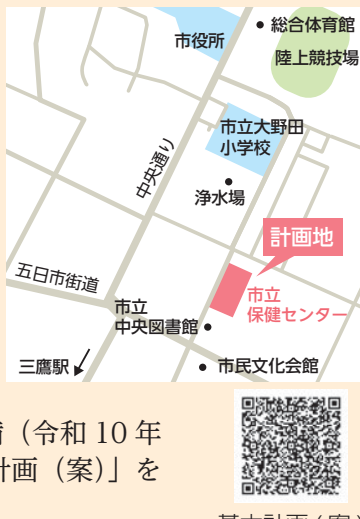 総合体育館
市役所
陸上競技場
市立大野田
小学校
中央通り
浄水場
計画地
五日市街道
市立
保健センター
市立
中央図書館
三鷹駅
市民文化会館
(令和 10 年
計画(案)」を